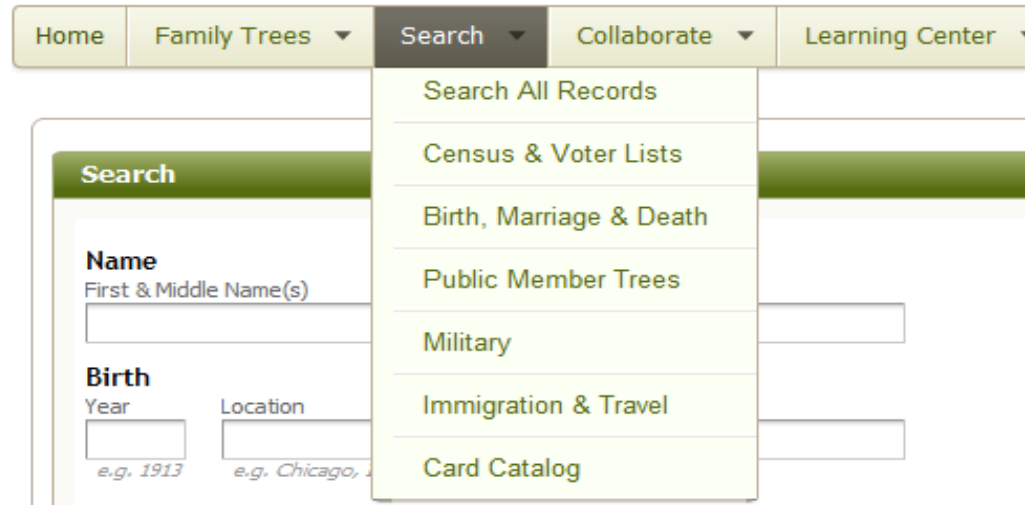 Home Family Trees Search Collaborate Learning Center
Search All Records
Census & Voter Lists
Birth, Marriage & Death
Public Member Trees
Military
Immigration & Travel
Card Catalog
Search
Name
First & Middle Name(s)
Birth
Year Location
e.g. 1913 e.g. Chicago,